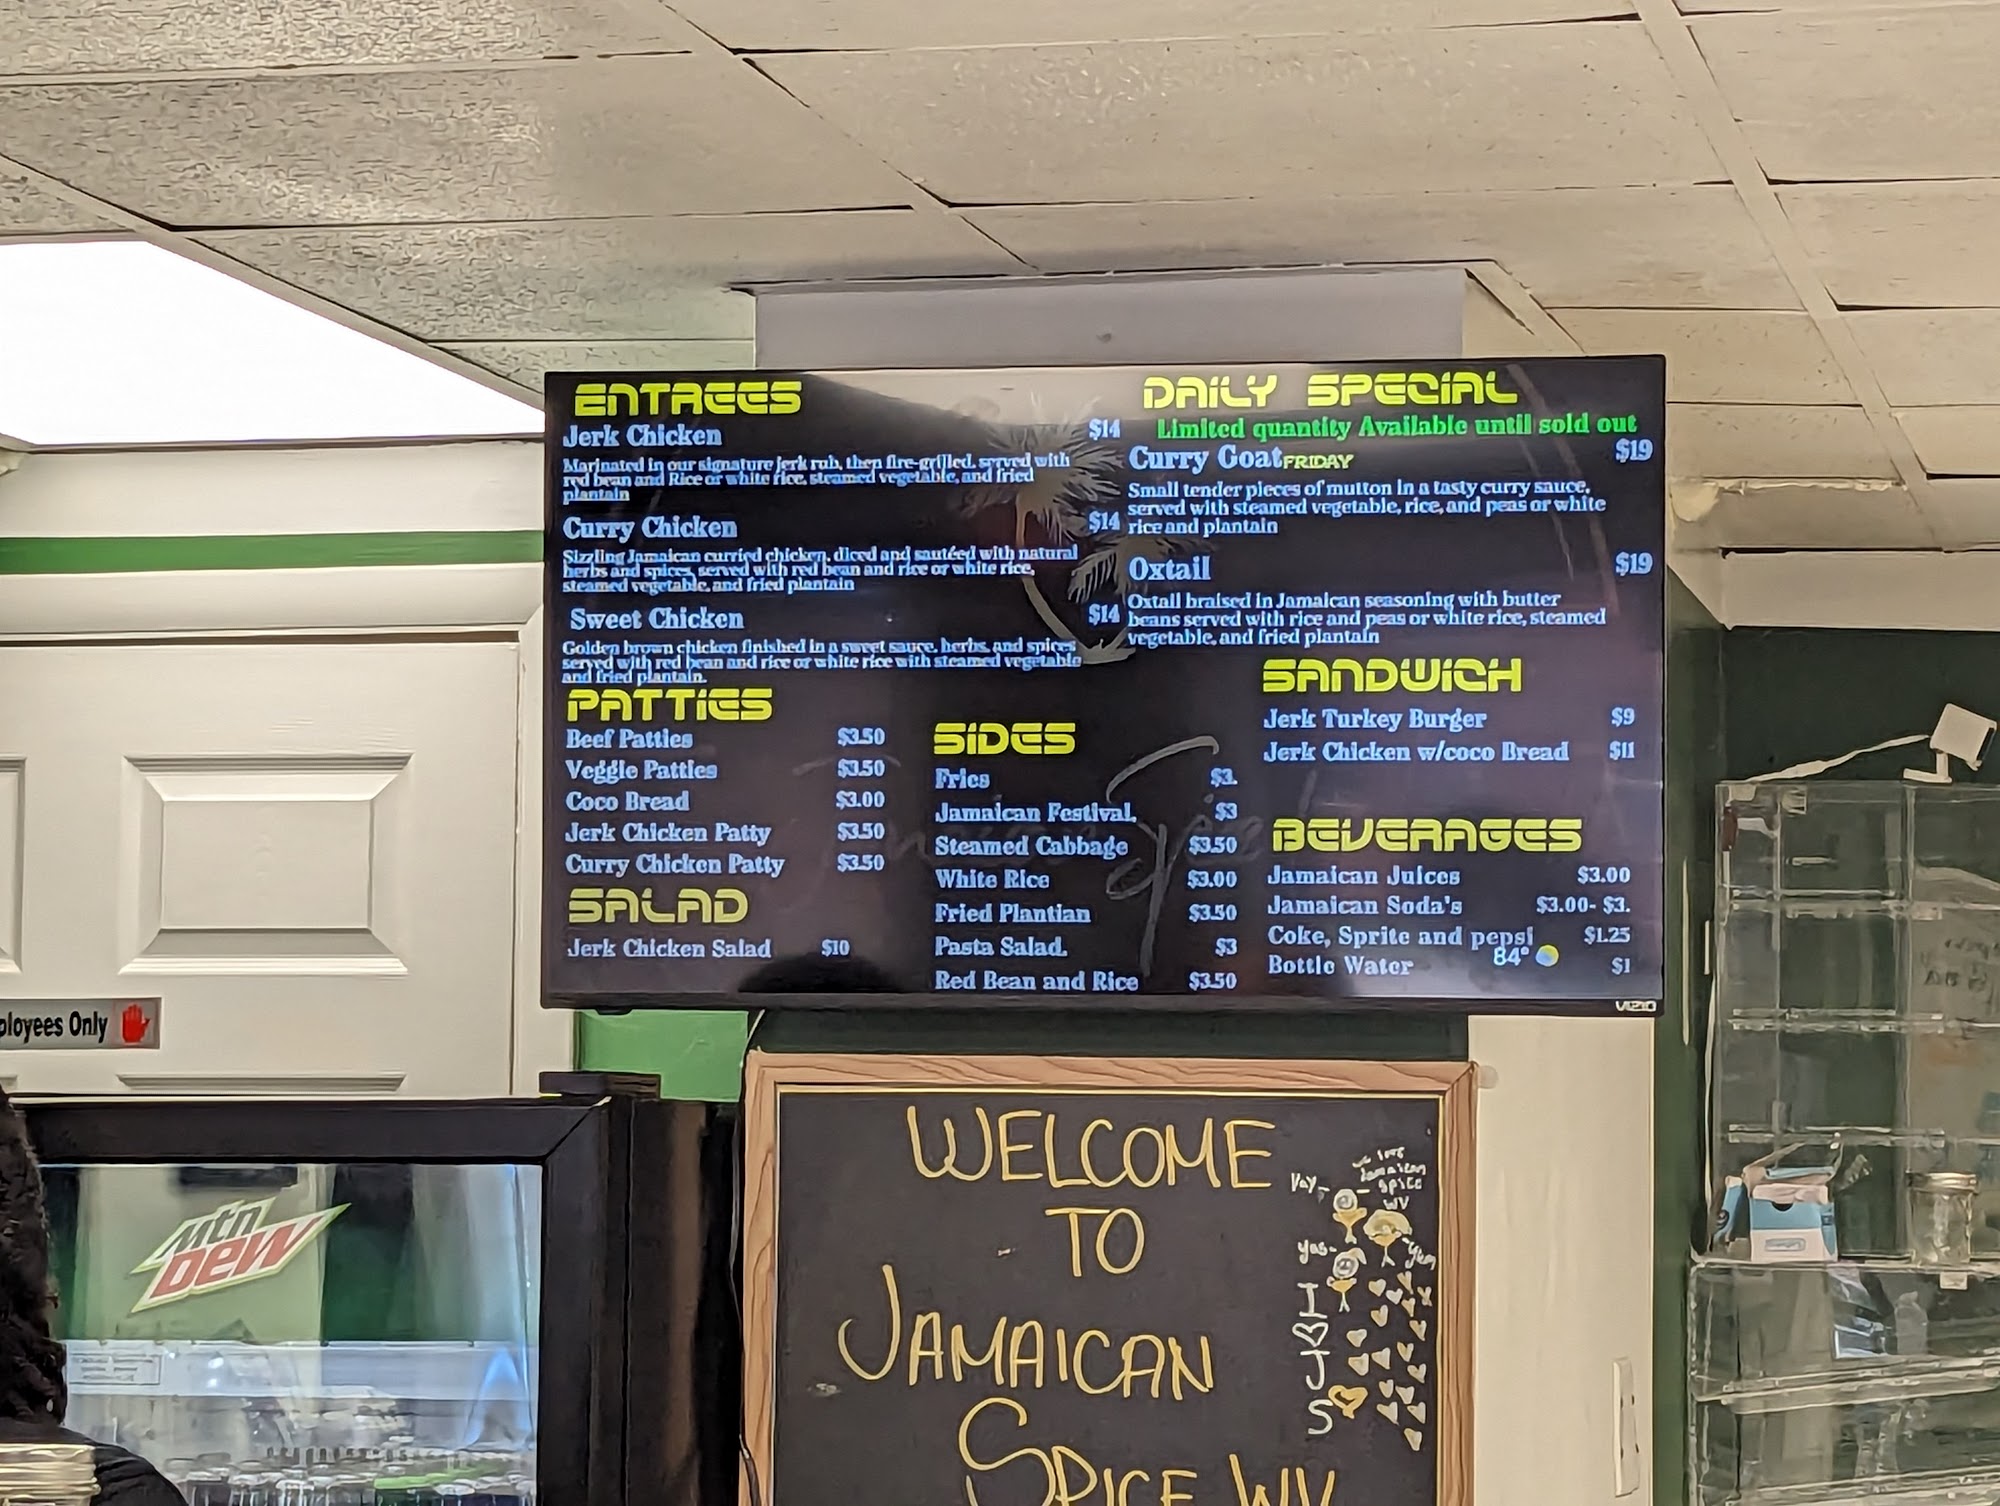 ENTREES
Jerk Chicken $14
Marinated in our signature jerk rub, then fire-grilled, served with
red bean and Rice or white rice, steamed vegetable, and fried
plantain
Curry Chicken $14
Sizzling Jamaican curried chicken, diced and sautéed with natural
herbs and spices, served with red bean and rice or white rice,
steamed vegetable, and fried plantain
Sweet Chicken $14
Golden brown chicken finished in a sweet sauce, herbs, and spices
served with red bean and rice or white rice with steamed vegetable
and fried plantain.
PATTIES
Beef Patties $3.50
Veggie Patties $3.50
Coco Bread $3.00
Jerk Chicken Patty $3.50
Curry Chicken Patty $3.50
SALAD
Jerk Chicken Salad $10
SIDES
Fries $3.
Jamaican Festival. $3
Steamed Cabbage $3.50
White Rice $3.00
Fried Plantian $3.50
Pasta Salad. $3
Red Bean and Rice $3.50
DAILY SPECIAL
Limited quantity Available until sold out
Curry Goat FRIDAY $19
Small tender pieces of mutton in a tasty curry sauce,
served with steamed vegetable, rice, and peas or white
rice and plantain
Oxtail $19
Oxtail braised in Jamaican seasoning with butter
beans served with rice and peas or white rice, steamed
vegetable, and fried plantain
SANDWICH
Jerk Turkey Burger $9
Jerk Chicken w/coco Bread $11
BEVERAGES
Jamaican Juices $3.00
Jamaican Soda's $3.00- $3.
Coke, Sprite and pepsi $1.25
84°
Bottle Water $1
VIZIO
ployees Only
Mtn
Dew
WELCOME
TO
JAMAICAN
SPICE WV
we love
Jamaican
spice
WV
Yay-
yas-
-yum
I
J
S